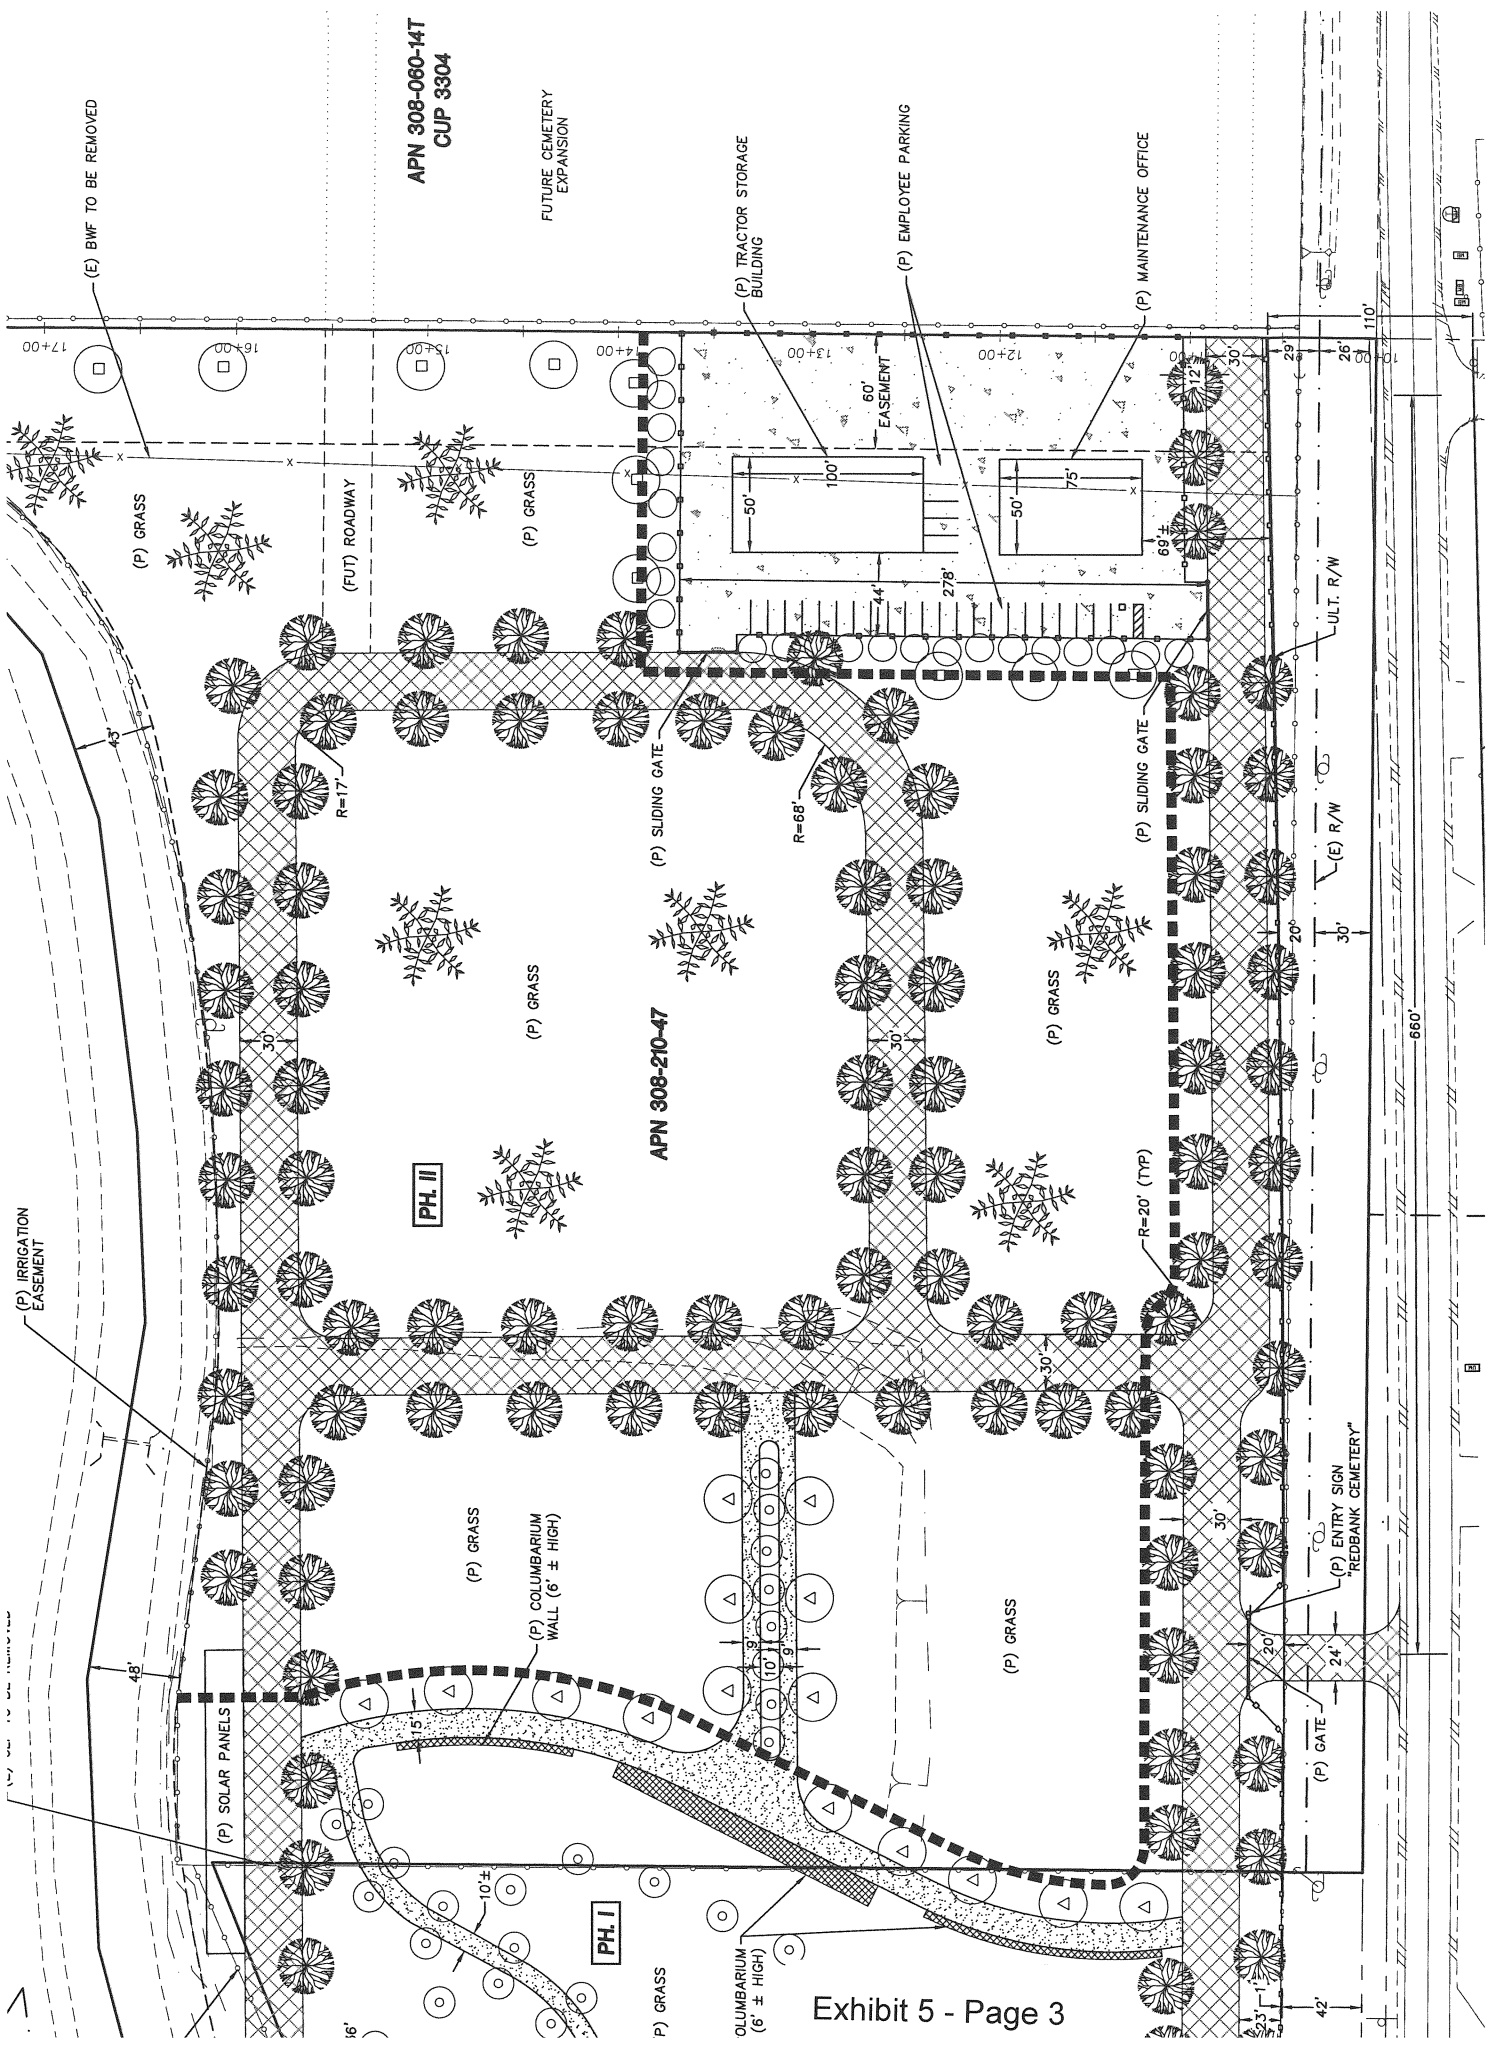 APN 308-060-14T
CUP 3304
(E) BWF TO BE REMOVED
FUTURE CEMETERY
EXPANSION
(P) TRACTOR STORAGE
BUILDING
(P) EMPLOYEE PARKING
(P) MAINTENANCE OFFICE
17+00
16+00
15+00
14+00
13+00
12+00
10+00
60'
EASEMENT
12'
30'
29'
26'
110'
(P) GRASS
(FUT) ROADWAY
(P) GRASS
50'
100'
50'
75'
69'±
44'
278'
43'
R=17'
(P) SLIDING GATE
R=68'
(P) SLIDING GATE
ULT. R/W
(E) R/W
20'
30'
660'
(P) GRASS
(P) GRASS
30'
30'
APN 308-210-47
PH. II
R=20' (TYP)
(P) IRRIGATION
EASEMENT
30'
(P) GRASS
(P) COLUMBARIUM
WALL (6' ± HIGH)
(P) GRASS
30'
(P) ENTRY SIGN
"REDBANK CEMETERY"
9'
10'
9'
20'
24'
(P) GATE
48'
(P) SOLAR PANELS
15'
10'±
PH. I
(P) GRASS
OLUMBARIUM
(6' ± HIGH)
23'
1'
42'
Exhibit 5 - Page 3